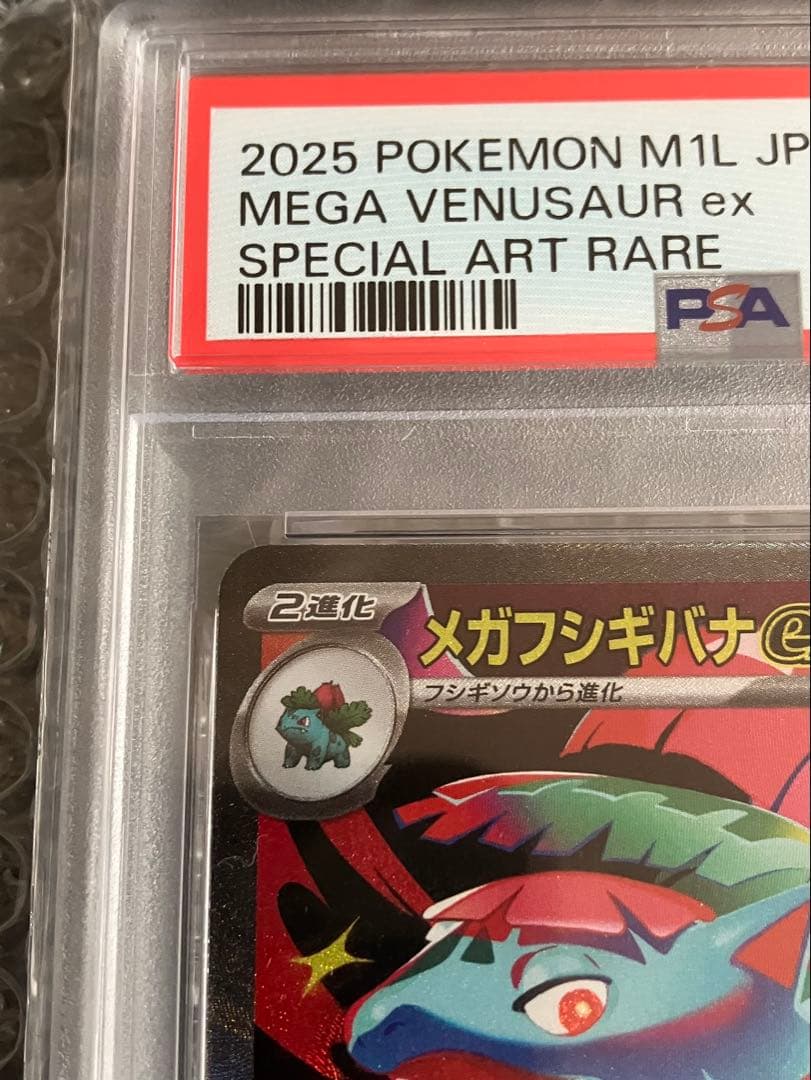 2025 POKEMON M1L JP
MEGA VENUSAUR ex
SPECIAL ART RARE
PSA
2進化
メガフシギバナe
フシギソウから進化